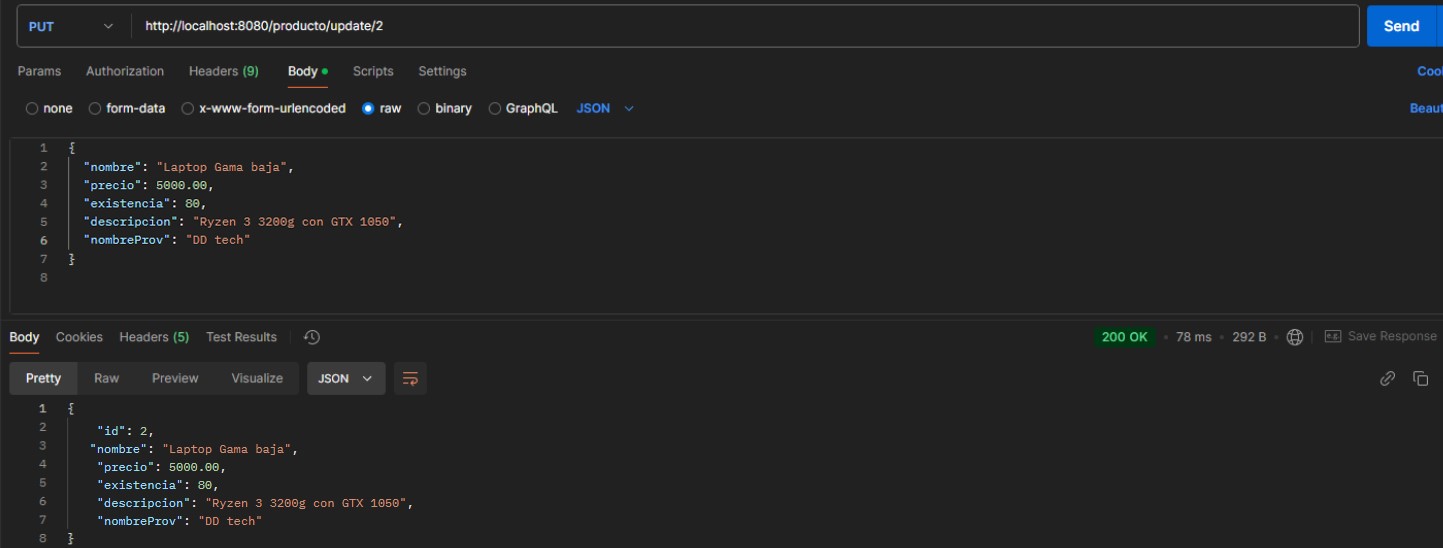 PUT http://localhost:8080/producto/update/2 Send
Params Authorization Headers (9) Body Scripts Settings Cool
none form-data x-www-form-urlencoded raw binary GraphQL JSON Beaut
1 {
2 "nombre": "Laptop Gama baja",
3 "precio": 5000.00,
4 "existencia": 80,
5 "descripcion": "Ryzen 3 3200g con GTX 1050",
6 "nombreProv": "DD tech"
7 }
8
Body Cookies Headers (5) Test Results 200 OK 78 ms 292 B e.g. Save Response
Pretty Raw Preview Visualize JSON
1 {
2 "id": 2,
3 "nombre": "Laptop Gama baja",
4 "precio": 5000.00,
5 "existencia": 80,
6 "descripcion": "Ryzen 3 3200g con GTX 1050",
7 "nombreProv": "DD tech"
8 }